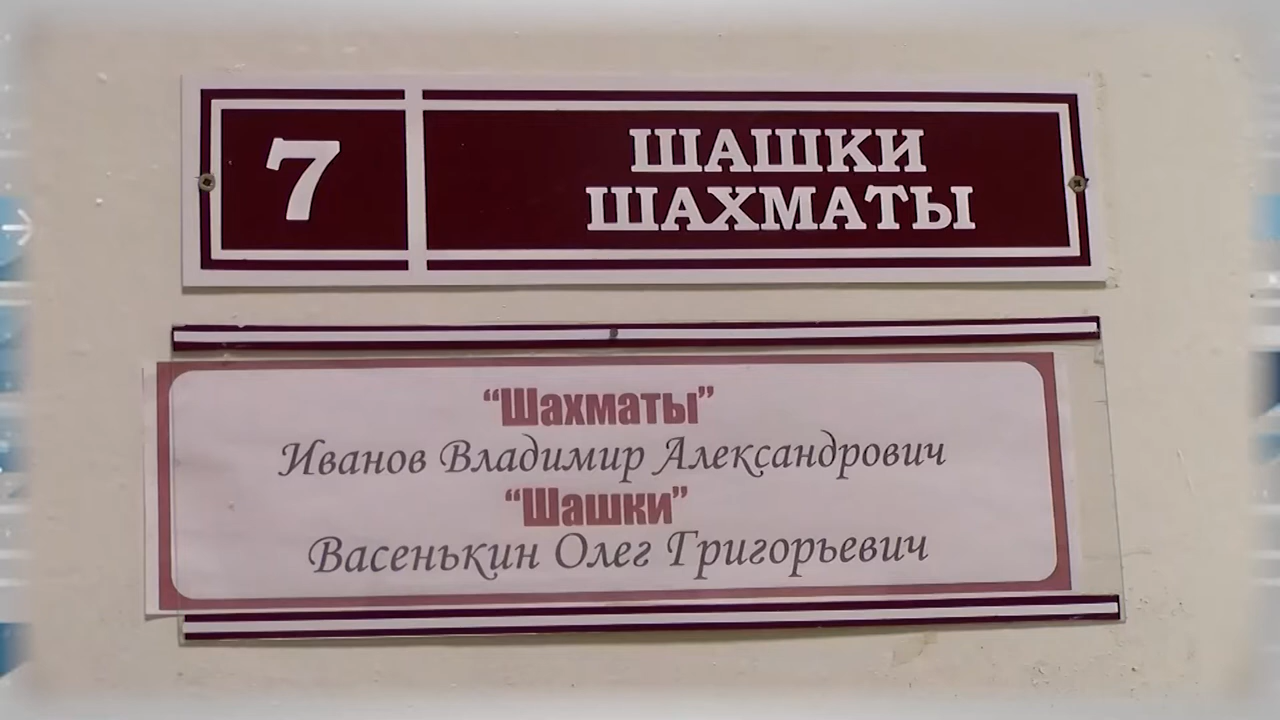 7
ШАШКИ
ШАХМАТЫ
“Шахматы”
Иванов Владимир Александрович
“Шашки”
Васенькин Олег Григорьевич